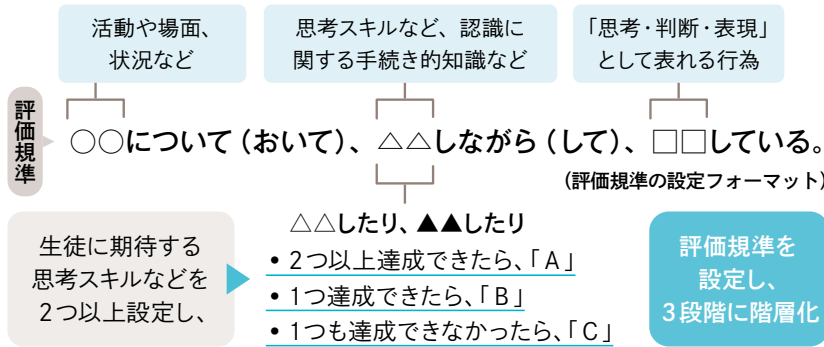 活動や場面、
状況など
思考スキルなど、認識に
関する手続き的知識など
「思考・判断・表現」
として表れる行為
評価規準
○○について（おいて）、△△しながら（して）、□□している。
（評価規準の設定フォーマット）
△△したり、▲▲したり
生徒に期待する
思考スキルなどを
2つ以上設定し、
• 2つ以上達成できたら、「A」
• 1つ達成できたら、「B」
• 1つも達成できなかったら、「C」
評価規準を
設定し、
3段階に階層化